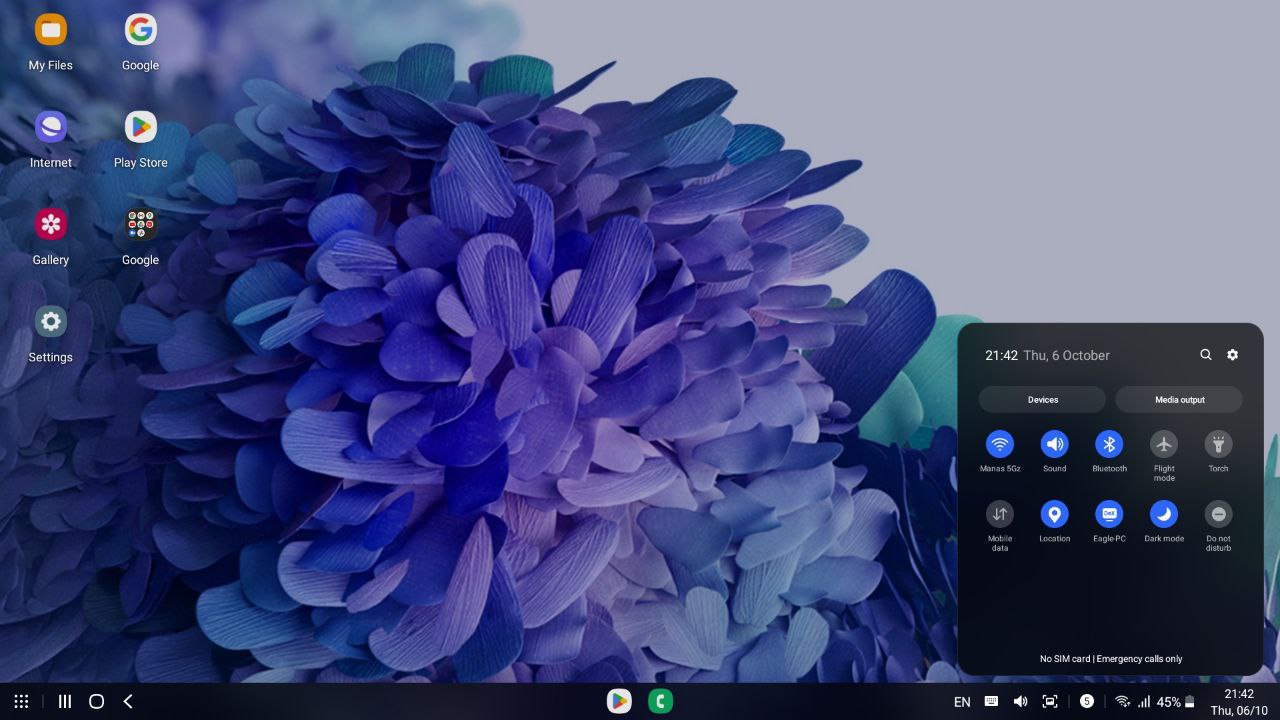 My Files
Google
Internet
Play Store
Gallery
Google
Settings
21:42 Thu, 6 October
Devices
Media output
Manas 5Gz
Sound
Bluetooth
Flight
mode
Torch
Mobile
data
Location
DeX
Eagle-PC
Dark mode
Do not
disturb
No SIM card | Emergency calls only
EN
5
45%
21:42
Thu, 06/10